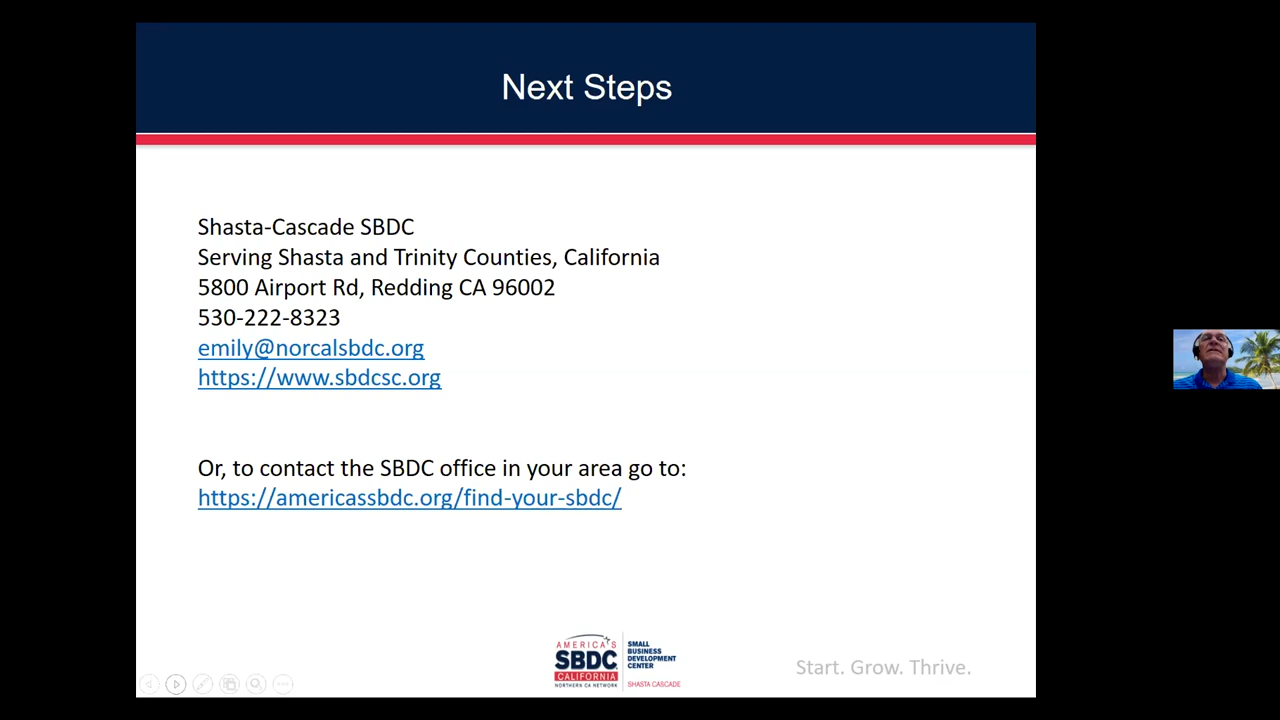 Next Steps
Shasta-Cascade SBDC
Serving Shasta and Trinity Counties, California
5800 Airport Rd, Redding CA 96002
530-222-8323
emily@norcalsbdc.org
https://www.sbdcsc.org
Or, to contact the SBDC office in your area go to:
https://americassbdc.org/find-your-sbdc/
AMERICA'S
SBDC
CALIFORNIA
NORTHERN CA NETWORK
SMALL
BUSINESS
DEVELOPMENT
CENTER
SHASTA CASCADE
Start. Grow. Thrive.